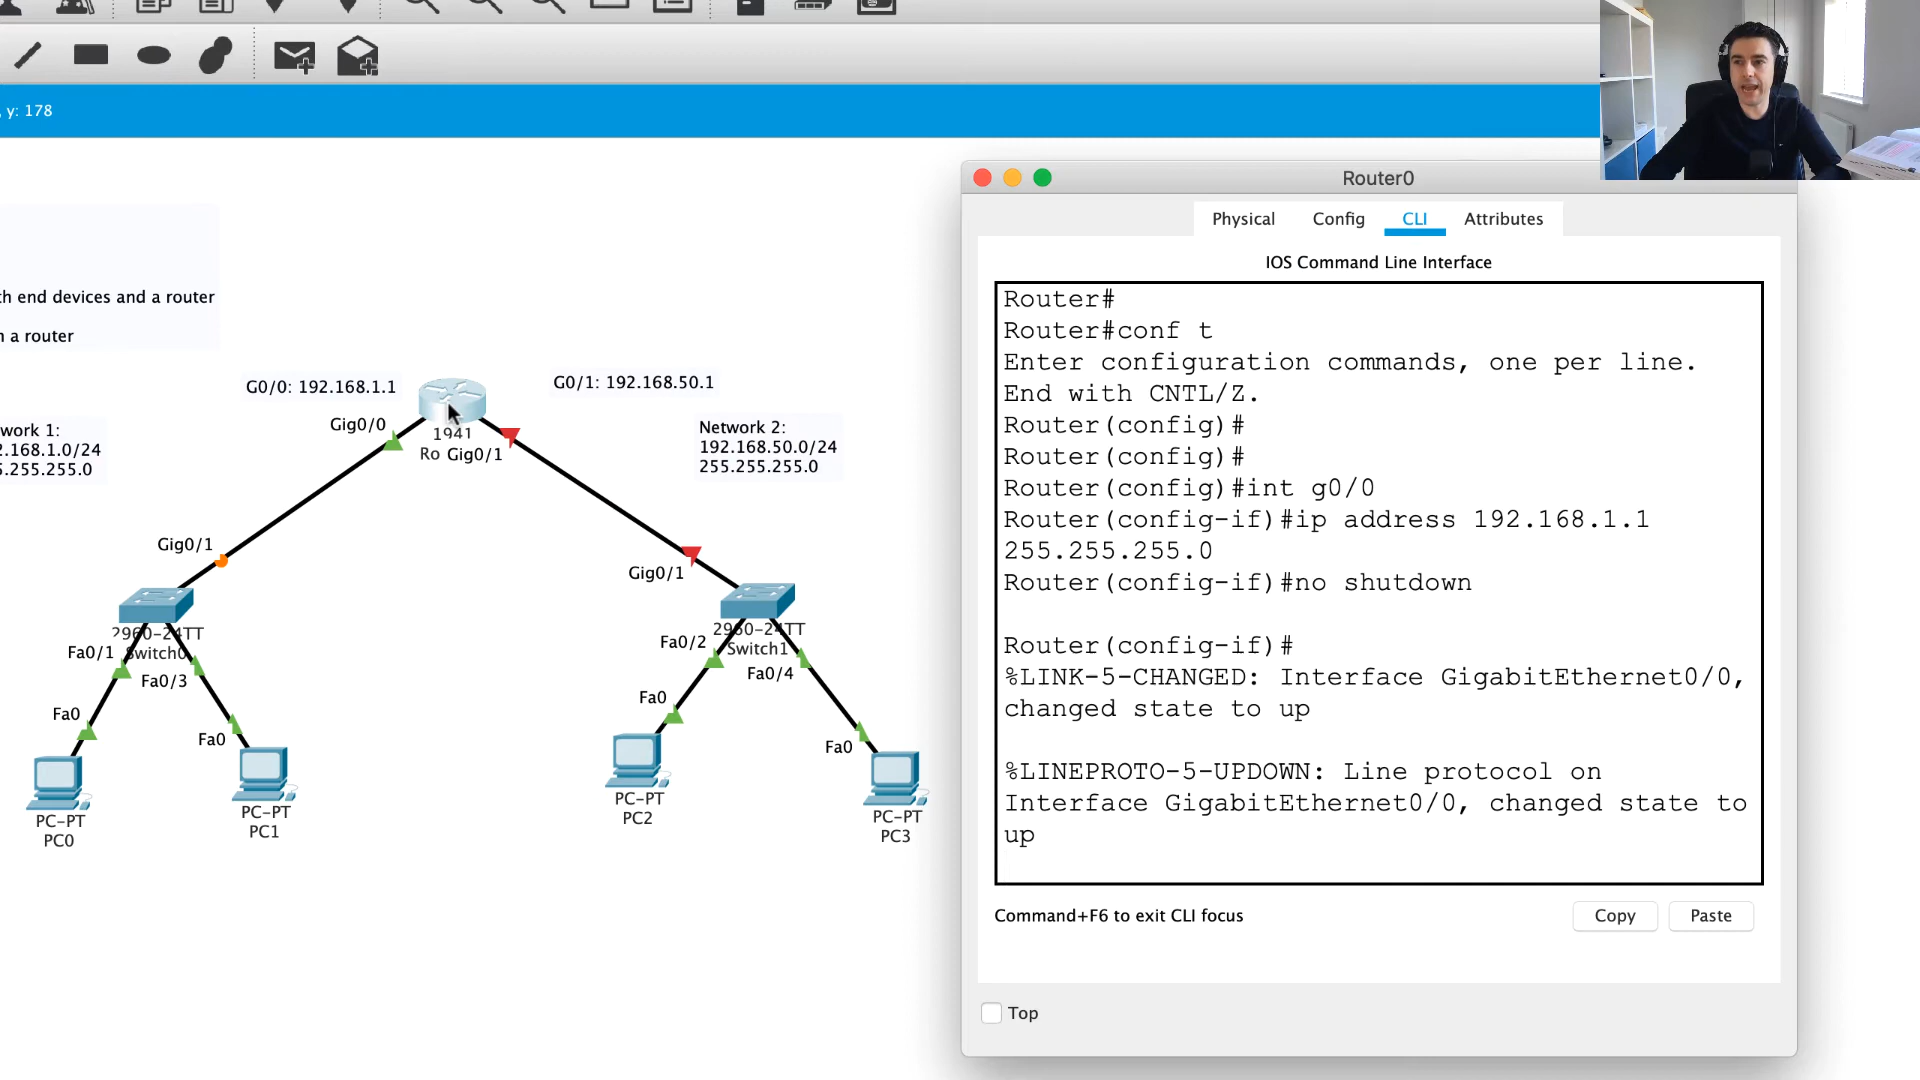 , y: 178
Router0
Physical Config CLI Attributes
IOS Command Line Interface
Router#
Router#conf t
Enter configuration commands, one per line.
End with CNTL/Z.
Router(config)#
Router(config)#
Router(config)#int g0/0
Router(config-if)#ip address 192.168.1.1
255.255.255.0
Router(config-if)#no shutdown
Router(config-if)#
%LINK-5-CHANGED: Interface GigabitEthernet0/0,
changed state to up
%LINEPROTO-5-UPDOWN: Line protocol on
Interface GigabitEthernet0/0, changed state to
up
Command+F6 to exit CLI focus
Copy
Paste
Top
th end devices and a router
n a router
G0/0: 192.168.1.1
G0/1: 192.168.50.1
Gig0/0
1941
Ro
Gig0/1
work 1:
2.168.1.0/24
5.255.255.0
Network 2:
192.168.50.0/24
255.255.255.0
Gig0/1
Gig0/1
2960-24TT
Switch0
Fa0/1
Fa0/3
2960-24TT
Switch1
Fa0/2
Fa0/4
Fa0
Fa0
Fa0
Fa0
PC-PT
PC0
PC-PT
PC1
PC-PT
PC2
PC-PT
PC3